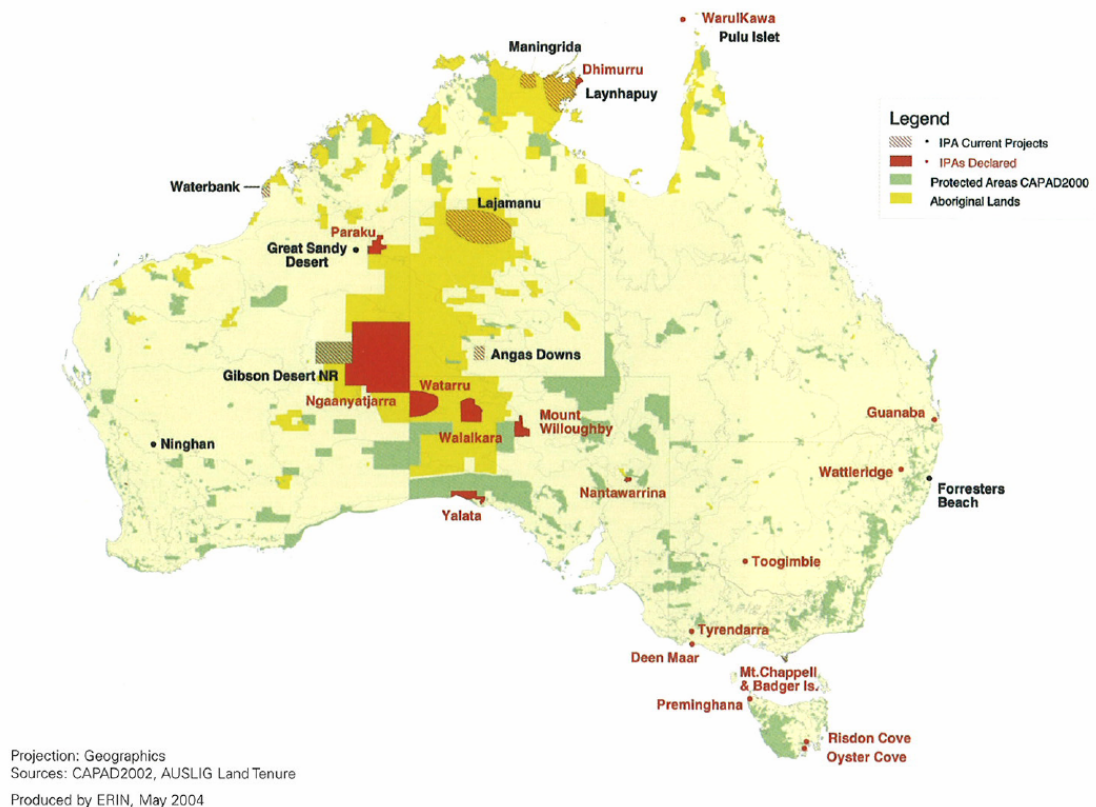 WarulKawa
Pulu Islet
Maningrida
Dhimurru
Laynhapuy
Legend
IPA Current Projects
IPAs Declared
Protected Areas CAPAD2000
Aboriginal Lands
Waterbank
Lajamanu
Paraku
Great Sandy
Desert
Angas Downs
Gibson Desert NR
Watarru
Ngaanyatjarra
Mount
Willoughby
Walalkara
Guanaba
Ninghan
Wattleridge
Nantawarrina
Forresters
Beach
Yalata
Toogimbie
Tyrendarra
Deen Maar
Mt.Chappell
& Badger Is.
Preminghana
Risdon Cove
Oyster Cove
Projection: Geographics
Sources: CAPAD2002, AUSLIG Land Tenure
Produced by ERIN, May 2004